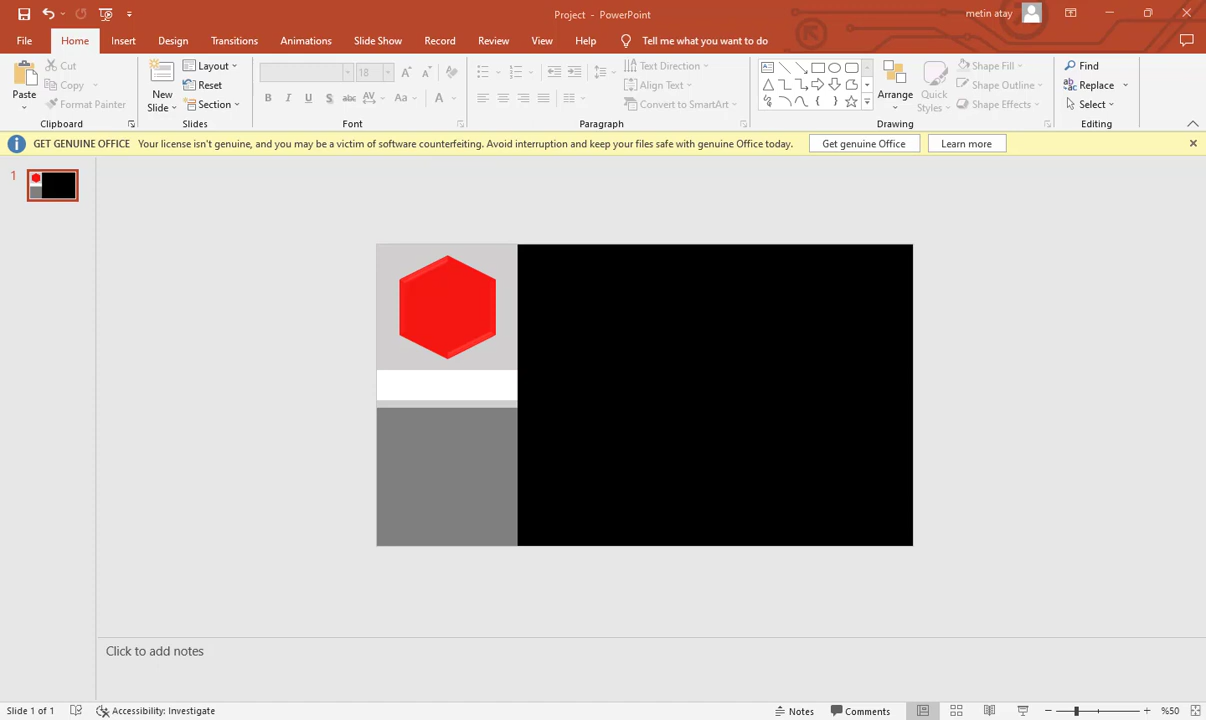 Project - PowerPoint
metin atay
File Home Insert Design Transitions Animations Slide Show Record Review View Help Tell me what you want to do
Paste
Cut
Copy
Format Painter
Clipboard
New
Slide
Layout
Reset
Section
Slides
18
B I U S abc AV Aa A
Font
Text Direction
Align Text
Convert to SmartArt
Paragraph
A
Arrange
Quick
Styles
Shape Fill
Shape Outline
Shape Effects
Drawing
Find
Replace
Select
Editing
GET GENUINE OFFICE Your license isn't genuine, and you may be a victim of software counterfeiting. Avoid interruption and keep your files safe with genuine Office today. Get genuine Office Learn more
1
Click to add notes
Slide 1 of 1 Accessibility: Investigate Notes Comments %50